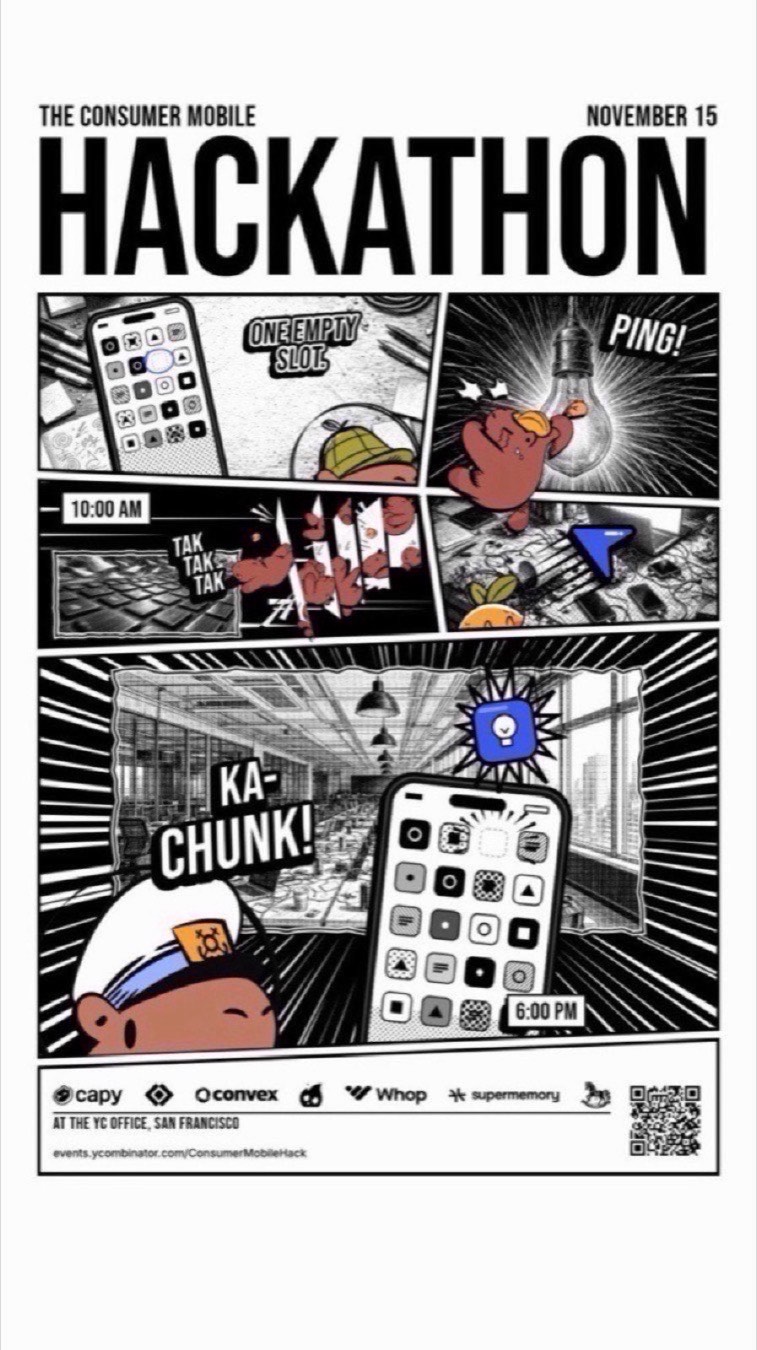 THE CONSUMER MOBILE
NOVEMBER 15
HACKATHON
ONE EMPTY
SLOT.
PING!
10:00 AM
TAK
TAK
TAK
KA-
CHUNK!
6:00 PM
capy
convex
Whop
supermemory
AT THE YC OFFICE, SAN FRANCISCO
events.ycombinator.com/ConsumerMobileHack